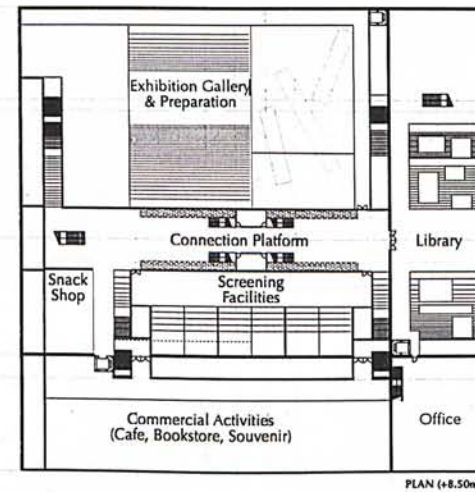 Exhibition Gallery
& Preparation
Connection Platform
Library
Snack
Shop
Screening
Facilities
Commercial Activities
(Cafe, Bookstore, Souvenir)
Office
PLAN (+8.50m